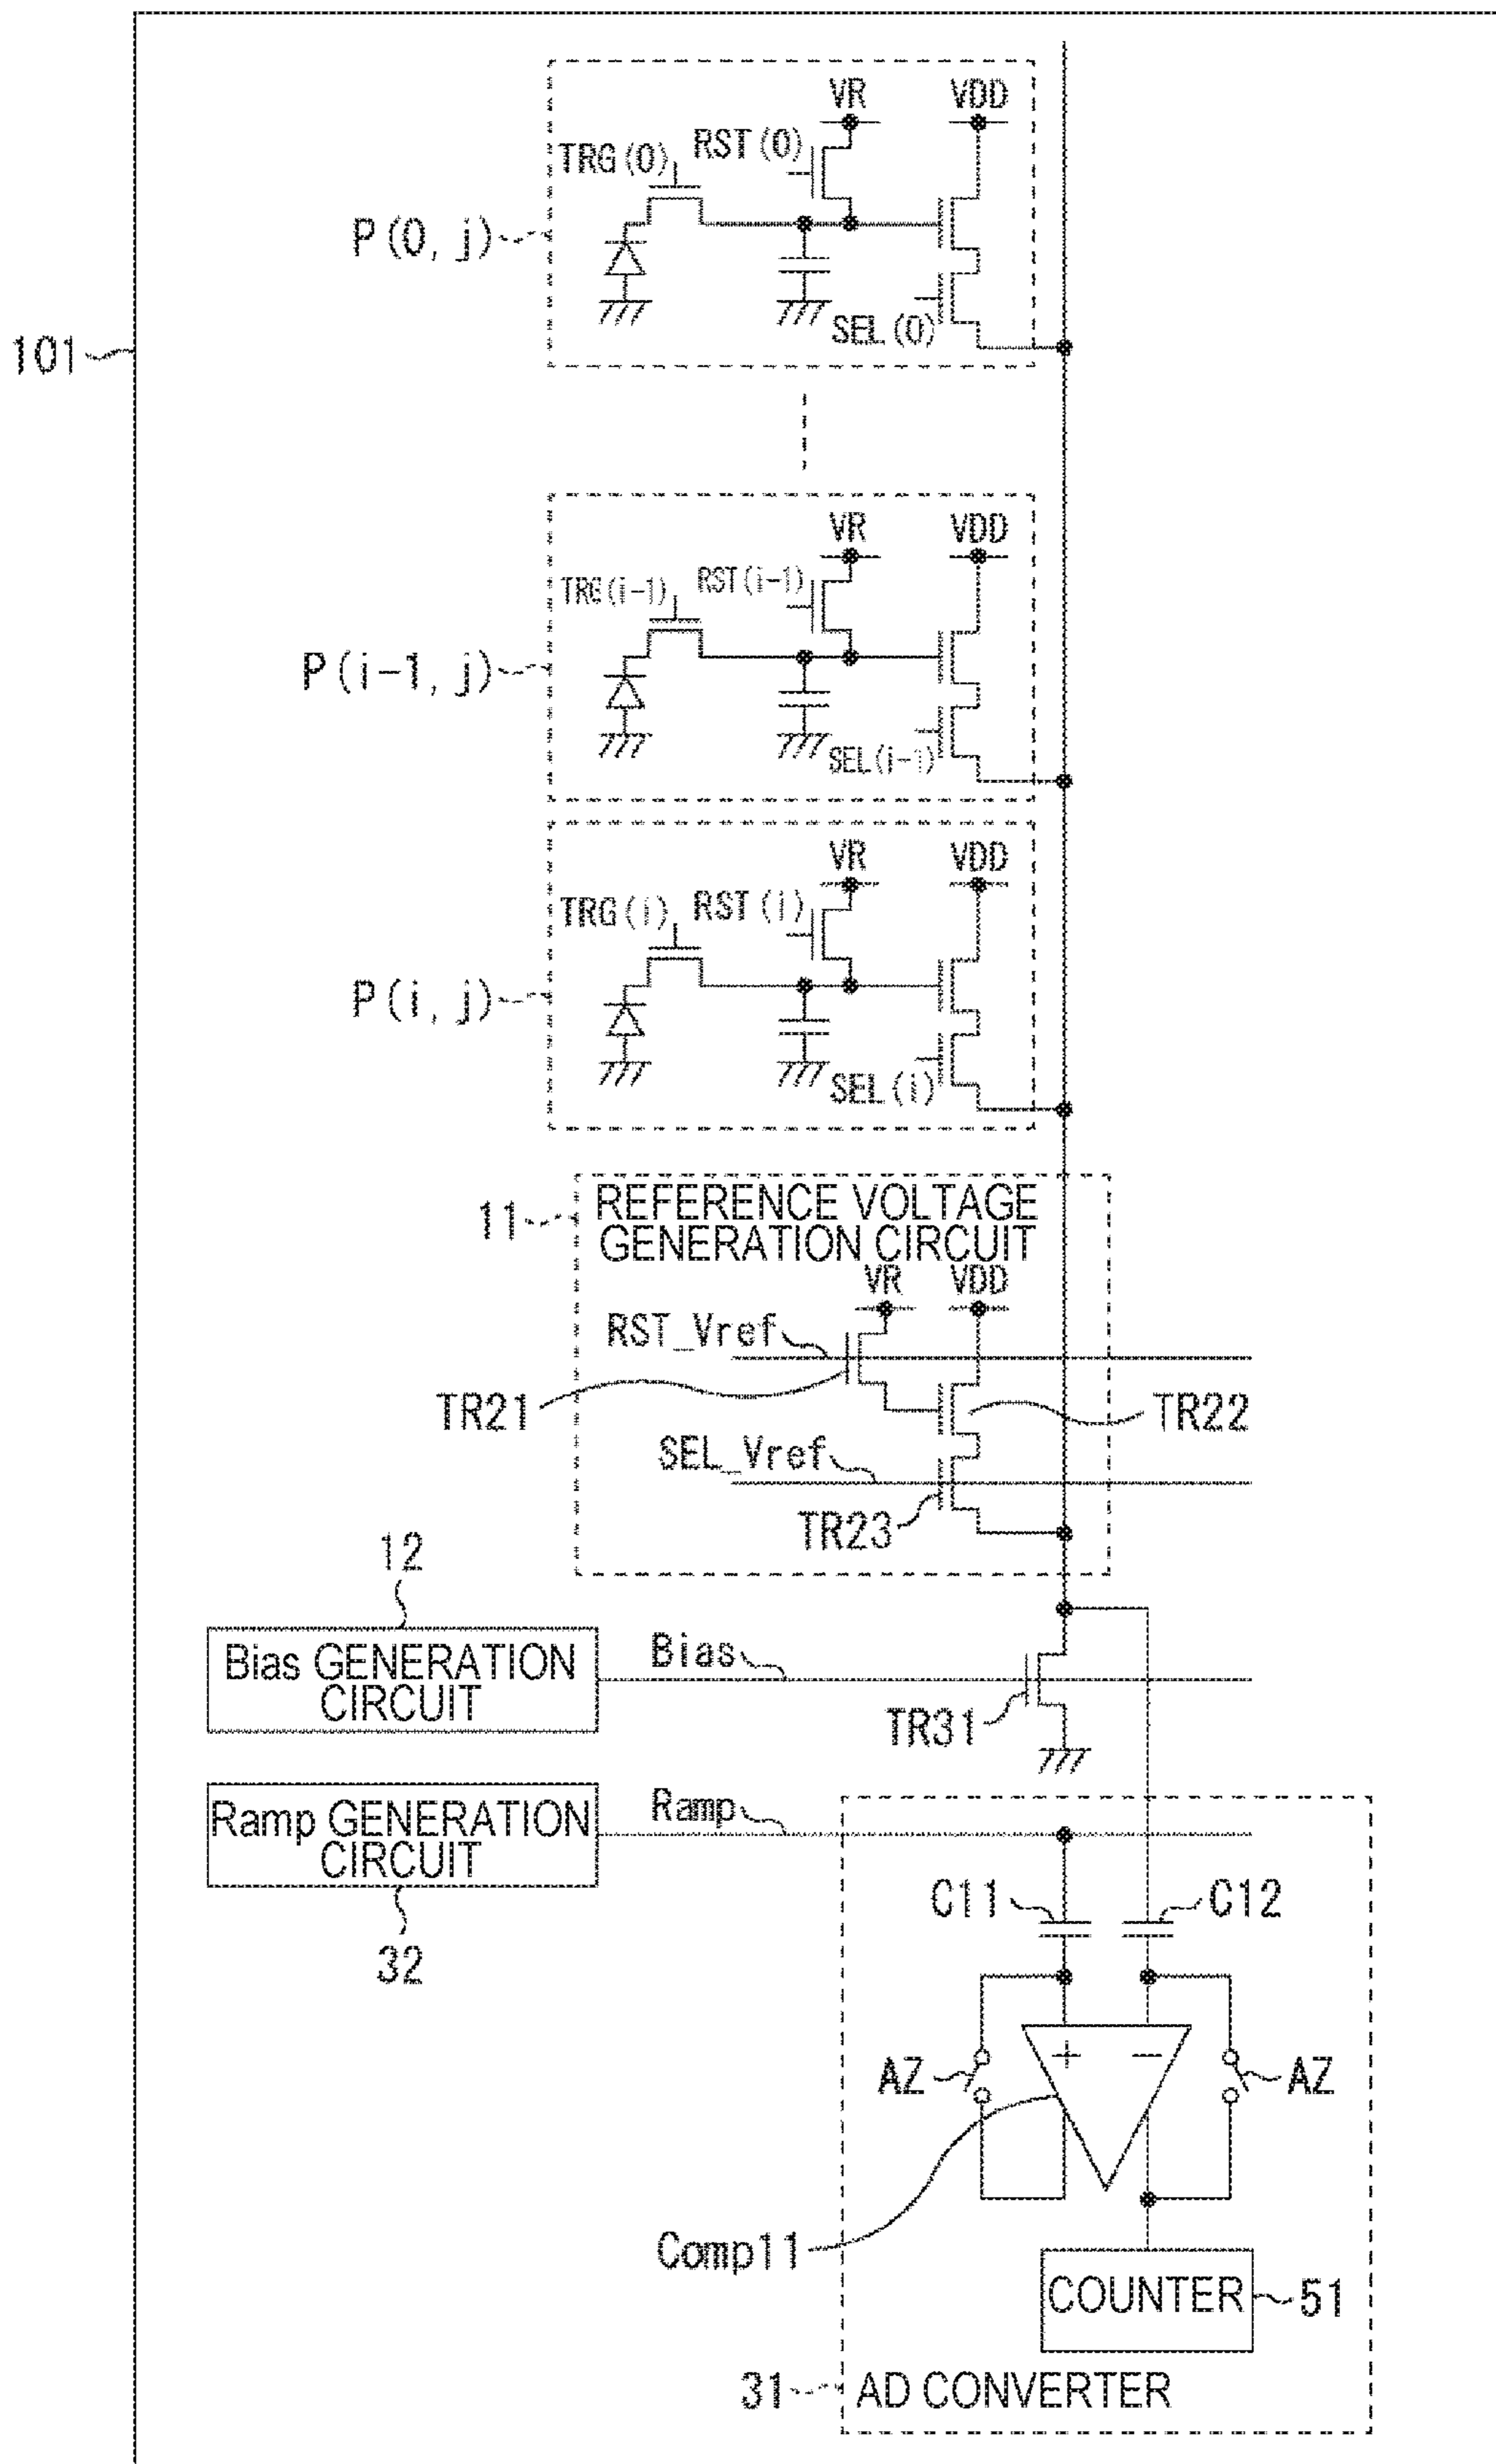 101
P(0, j)
VR
VDD
TRG(0)
RST(0)
SEL(0)
P(i-1, j)
VR
VDD
TRG(i-1)
RST(i-1)
SEL(i-1)
P(i, j)
VR
VDD
TRG(i)
RST(i)
SEL(i)
11
REFERENCE VOLTAGE
GENERATION CIRCUIT
VR
VDD
RST_Vref
TR21
TR22
SEL_Vref
TR23
12
Bias GENERATION
CIRCUIT
Bias
TR31
Ramp GENERATION
CIRCUIT
Ramp
32
C11
C12
+
−
AZ
AZ
Comp11
COUNTER
51
31
AD CONVERTER